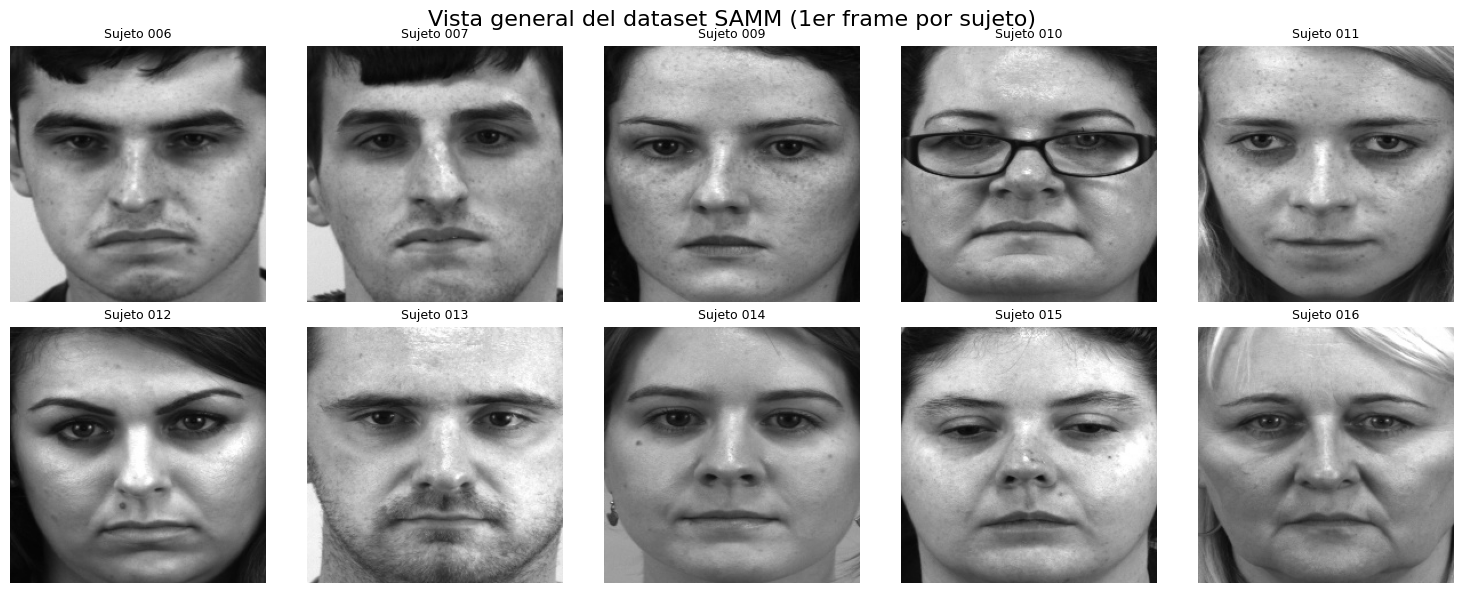 Vista general del dataset SAMM (1er frame por sujeto)
Sujeto 006
Sujeto 007
Sujeto 009
Sujeto 010
Sujeto 011
Sujeto 012
Sujeto 013
Sujeto 014
Sujeto 015
Sujeto 016